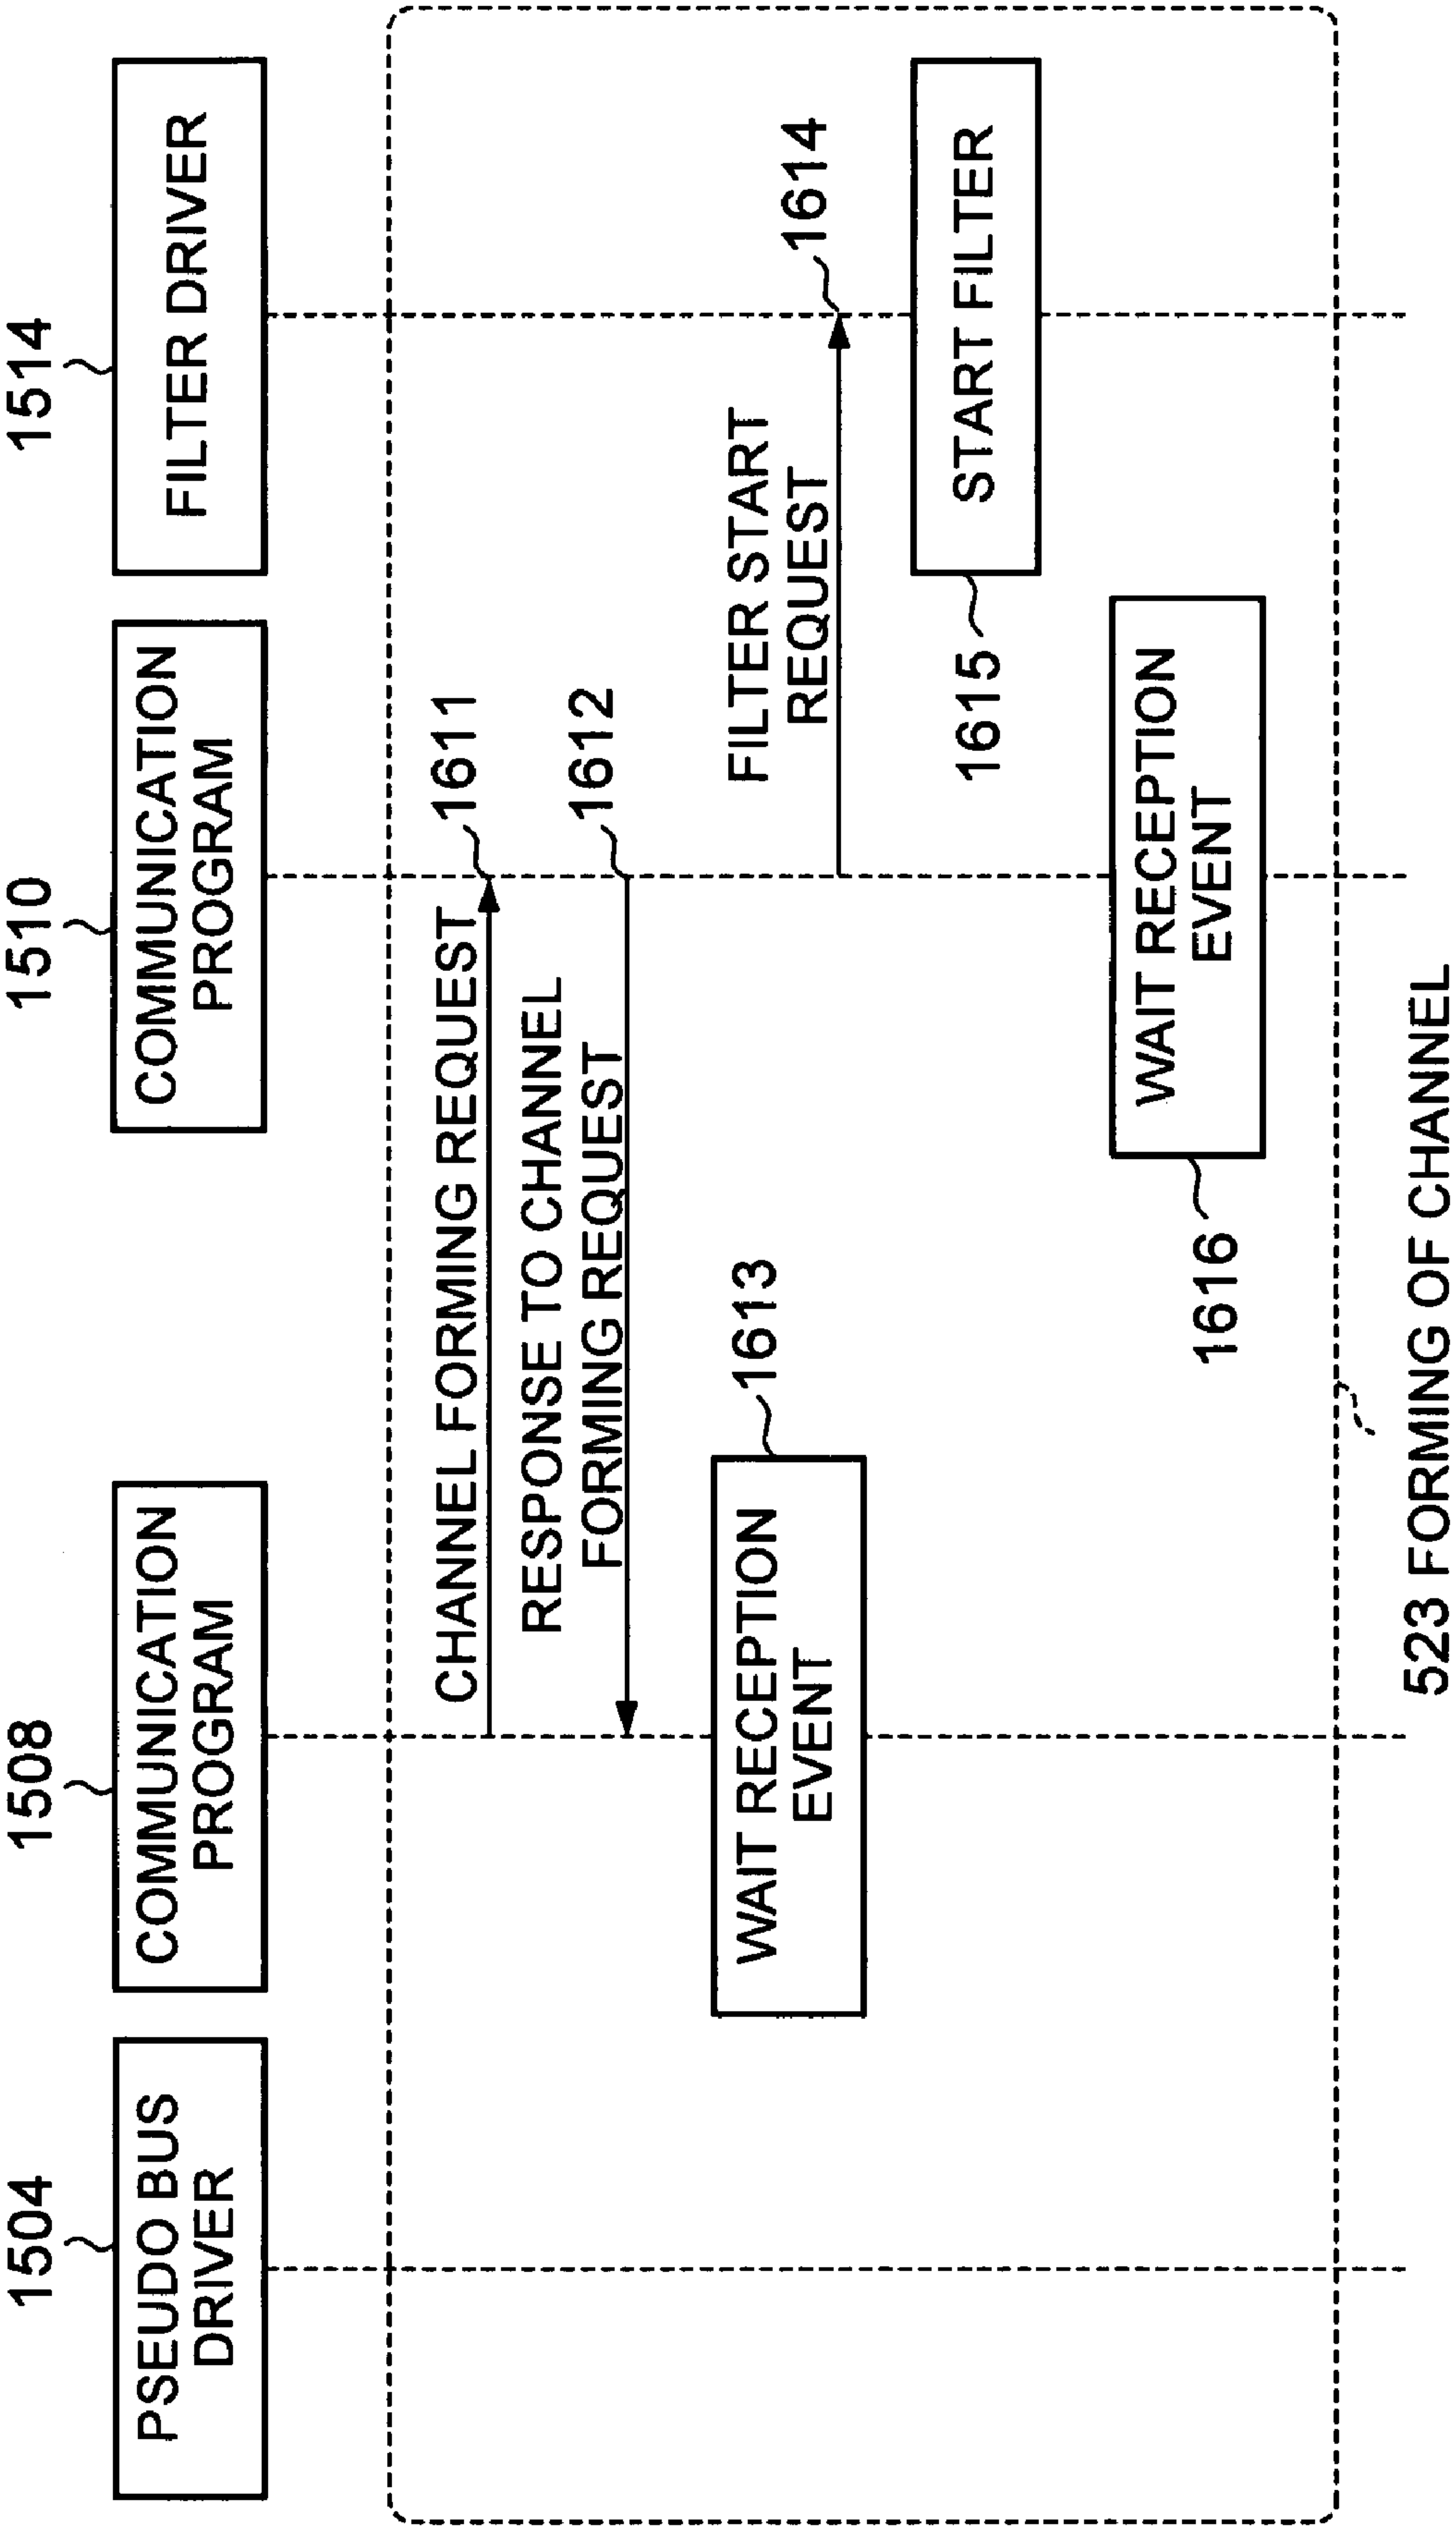 1504
PSEUDO BUS
DRIVER
1508
COMMUNICATION
PROGRAM
1510
COMMUNICATION
PROGRAM
1514
FILTER DRIVER
CHANNEL FORMING REQUEST
1611
RESPONSE TO CHANNEL
FORMING REQUEST
1612
WAIT RECEPTION
EVENT
1613
FILTER START
REQUEST
1614
START FILTER
1615
WAIT RECEPTION
EVENT
1616
523 FORMING OF CHANNEL